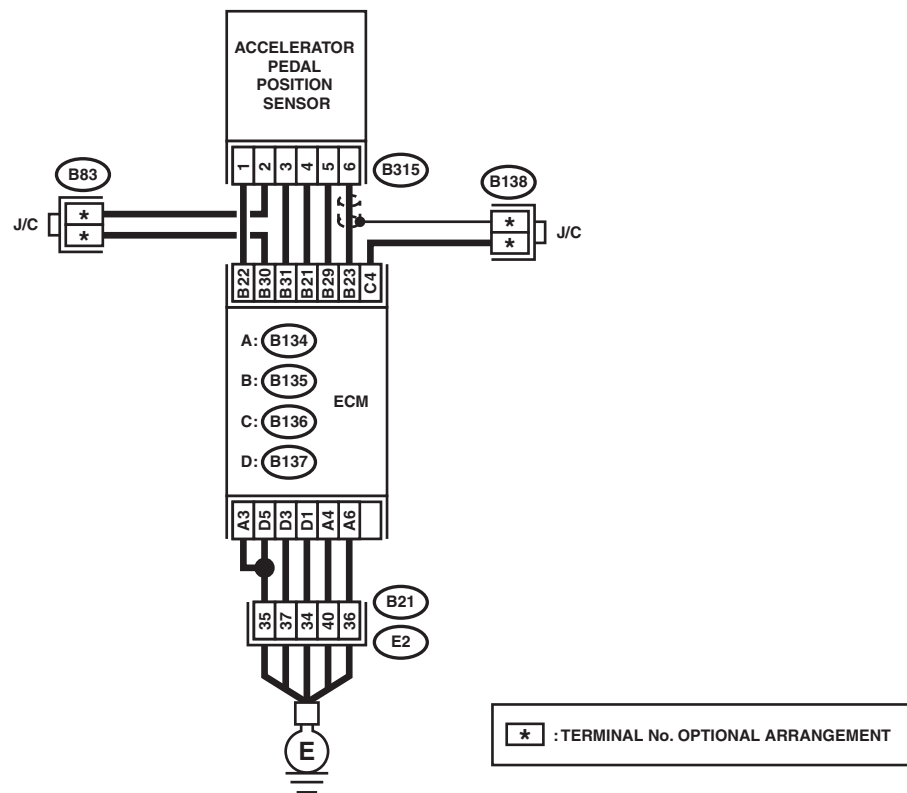 ACCELERATOR
PEDAL
POSITION
SENSOR
1 2 3 4 5 6
B315
B83
J/C
*
*
B138
*
*
J/C
B22 B30 B31 B21 B29 B23 C4
A: B134
B: B135
C: B136
D: B137
ECM
A3 D5 D3 D1 A4 A6
B21
35 37 34 40 36
E2
E
* : TERMINAL No. OPTIONAL ARRANGEMENT